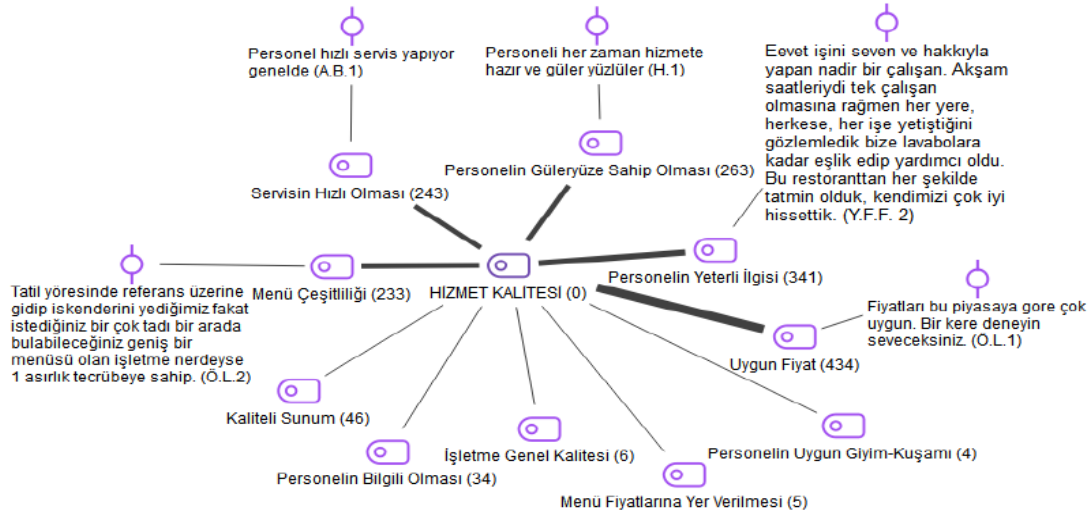 Personel hızlı servis yapıyor
genelde (A.B.1)
Personeli her zaman hizmete
hazır ve güler yüzlüler (H.1)
Eevet işini seven ve hakkıyla
yapan nadir bir çalışan. Akşam
saatleriydi tek çalışan
olmasına rağmen her yere,
herkese, her işe yetiştiğini
gözlemledik bize lavabolara
kadar eşlik edip yardımcı oldu.
Bu restoranttan her şekilde
tatmin olduk, kendimizi çok iyi
hissettik. (Y.F.F. 2)
Servisin Hızlı Olması (243)
Personelin Güleryüze Sahip Olması (263)
Menü Çeşitliliği (233)
HİZMET KALİTESİ (0)
Personelin Yeterli İlgisi (341)
Tatil yöresinde referans üzerine
gidip iskenderini yediğimiz fakat
istediğiniz bir çok tadı bir arada
bulabileceğiniz geniş bir
menüsü olan işletme nerdeyse
1 asırlık tecrübeye sahip. (Ö.L.2)
Fiyatları bu piyasaya gore çok
uygun. Bir kere deneyin
seveceksiniz. (O.L.1)
Uygun Fiyat (434)
Kaliteli Sunum (46)
Personelin Bilgili Olması (34)
İşletme Genel Kalitesi (6)
Menü Fiyatlarına Yer Verilmesi (5)
Personelin Uygun Giyim-Kuşamı (4)